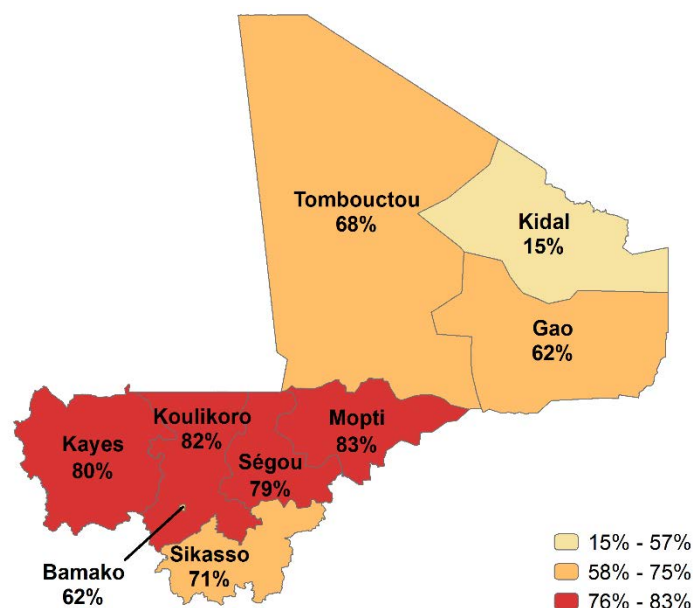 Tombouctou
68%
Kidal
15%
Gao
62%
Koulikoro
82%
Mopti
83%
Kayes
80%
Ségou
79%
Sikasso
71%
Bamako
62%
15% - 57%
58% - 75%
76% - 83%